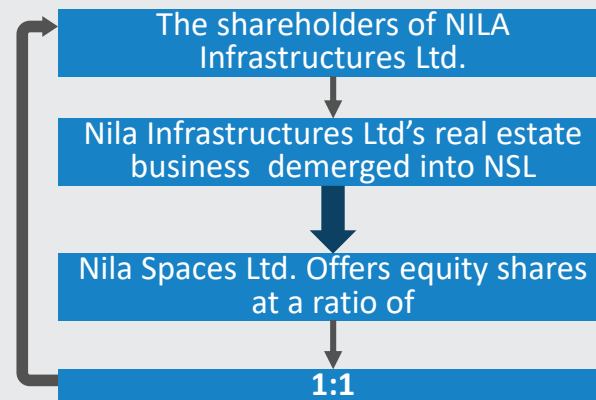 The shareholders of NILA
Infrastructures Ltd.
Nila Infrastructures Ltd's real estate
business demerged into NSL
Nila Spaces Ltd. Offers equity shares
at a ratio of
1:1